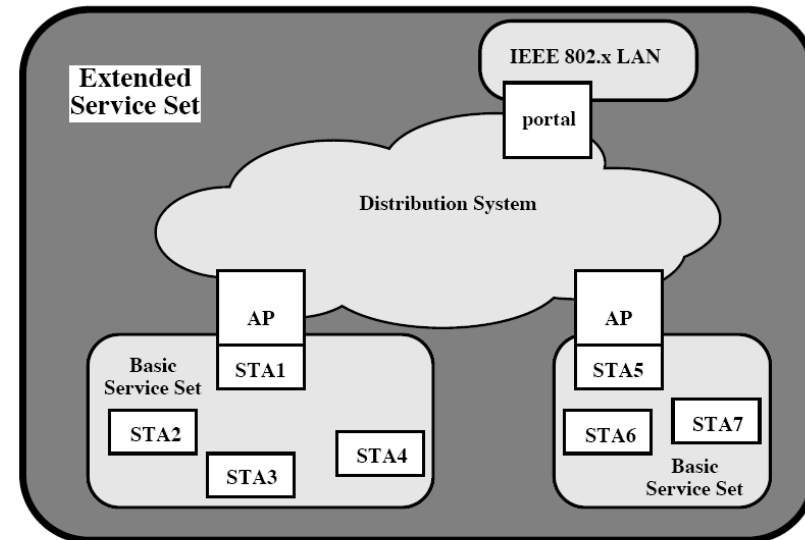 IEEE 802.x LAN
Extended
Service Set
portal
Distribution System
AP
AP
Basic
Service Set
STA1
STA5
STA2
STA3
STA4
STA6
STA7
Basic
Service Set